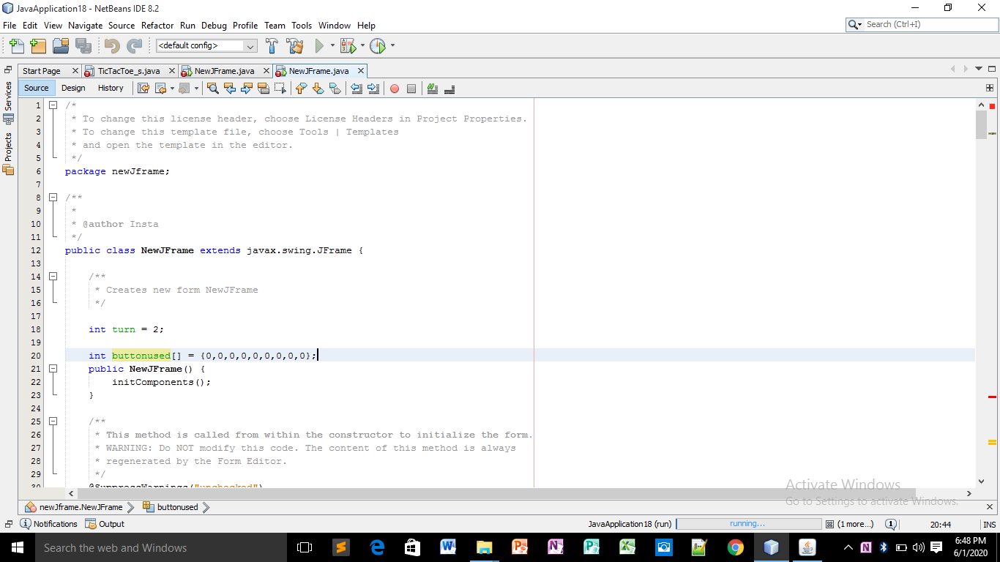 JavaApplication18 - NetBeans IDE 8.2
File Edit View Navigate Source Refactor Run Debug Profile Team Tools Window Help
Search (Ctrl+I)
<default config>
Start Page TicTacToe_s.java NewJFrame.java NewJFrame.java
Source Design History
Services
Projects
1 /*
2 * To change this license header, choose License Headers in Project Properties.
3 * To change this template file, choose Tools | Templates
4 * and open the template in the editor.
5 */
6 package newJframe;
7
8 /**
9 *
10 * @author Insta
11 */
12 public class NewJFrame extends javax.swing.JFrame {
13
14 /**
15 * Creates new form NewJFrame
16 */
17
18 int turn = 2;
19
20 int buttonused[] = {0,0,0,0,0,0,0,0,0};
21 public NewJFrame() {
22 initComponents();
23 }
24
25 /**
26 * This method is called from within the constructor to initialize the form.
27 * WARNING: Do NOT modify this code. The content of this method is always
28 * regenerated by the Form Editor.
29 */
30 @SuppressWarnings("unchecked")
Activate Windows
Go to Settings to activate Windows.
newJframe.NewJFrame buttonused
Notifications Output JavaApplication18 (run) running... (1 more...) 20:44 INS
Search the web and Windows
6:48 PM
6/1/2020